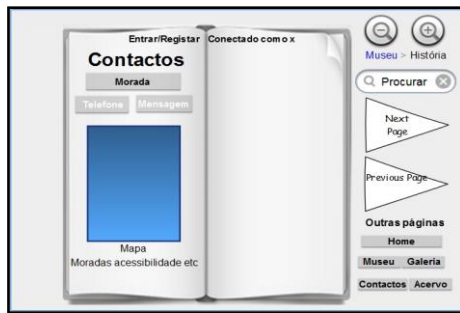 Entrar/Registar Conectado com o x
Contactos
Morada
Telefone Mensagem
Mapa
Moradas acessibilidade etc
Museu > História
Procurar
Next
Page
Previous Page
Outras páginas
Home
Museu Galeria
Contactos Acervo